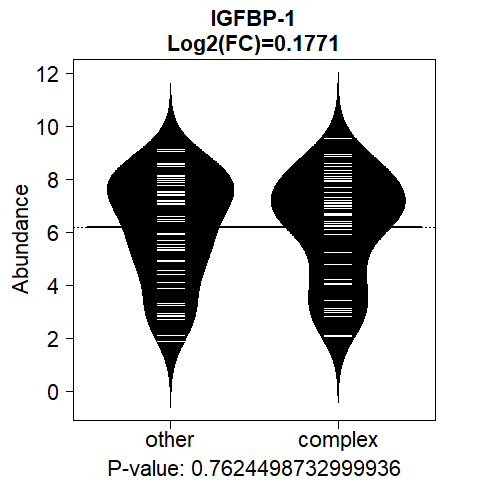 IGFBP-1
Log2(FC)=0.1771
Abundance
12
10
8
6
4
2
0
other complex
P-value: 0.7624498732999936